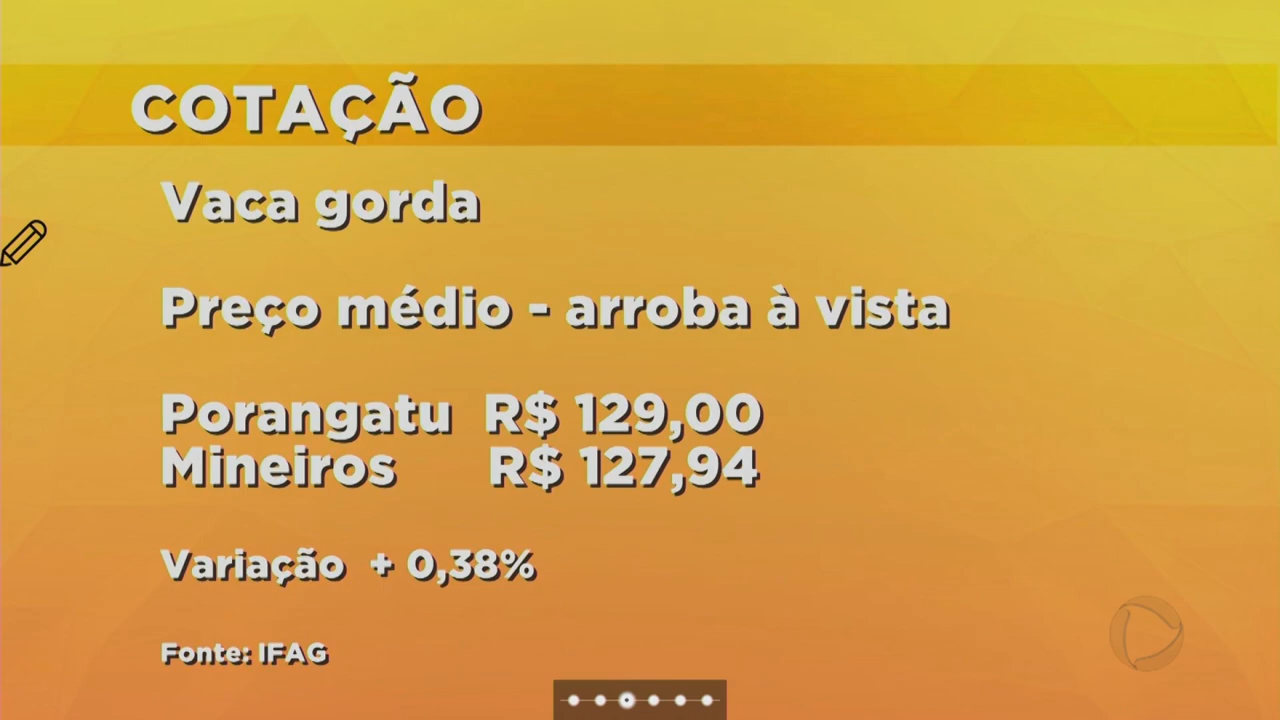 COTAÇÃO
Vaca gorda
Preço médio - arroba à vista
Porangatu R$ 129,00
Mineiros R$ 127,94
Variação + 0,38%
Fonte: IFAG